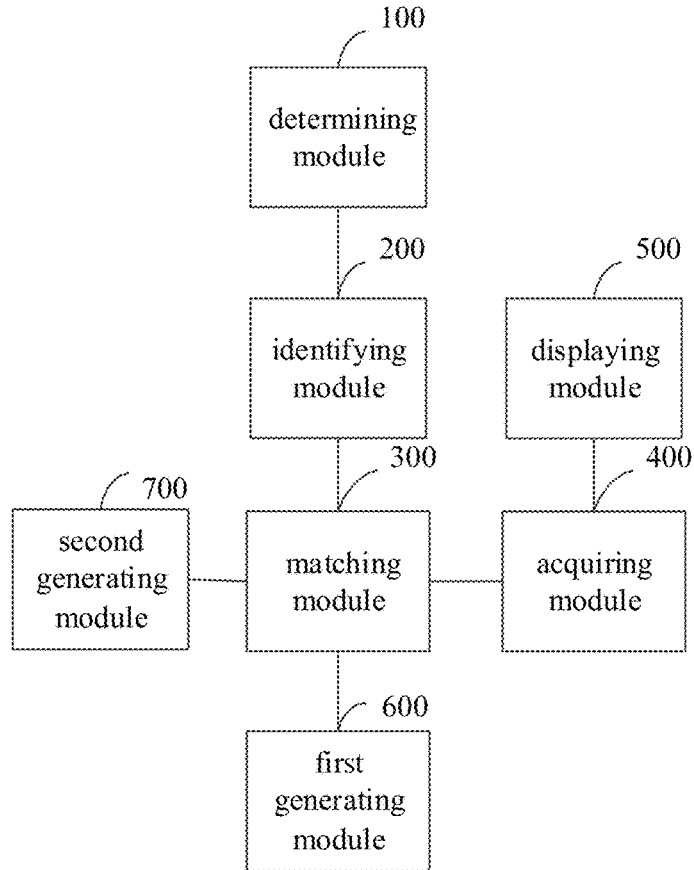 100
determining
module
200
identifying
module
500
displaying
module
300
matching
module
400
acquiring
module
700
second
generating
module
600
first
generating
module